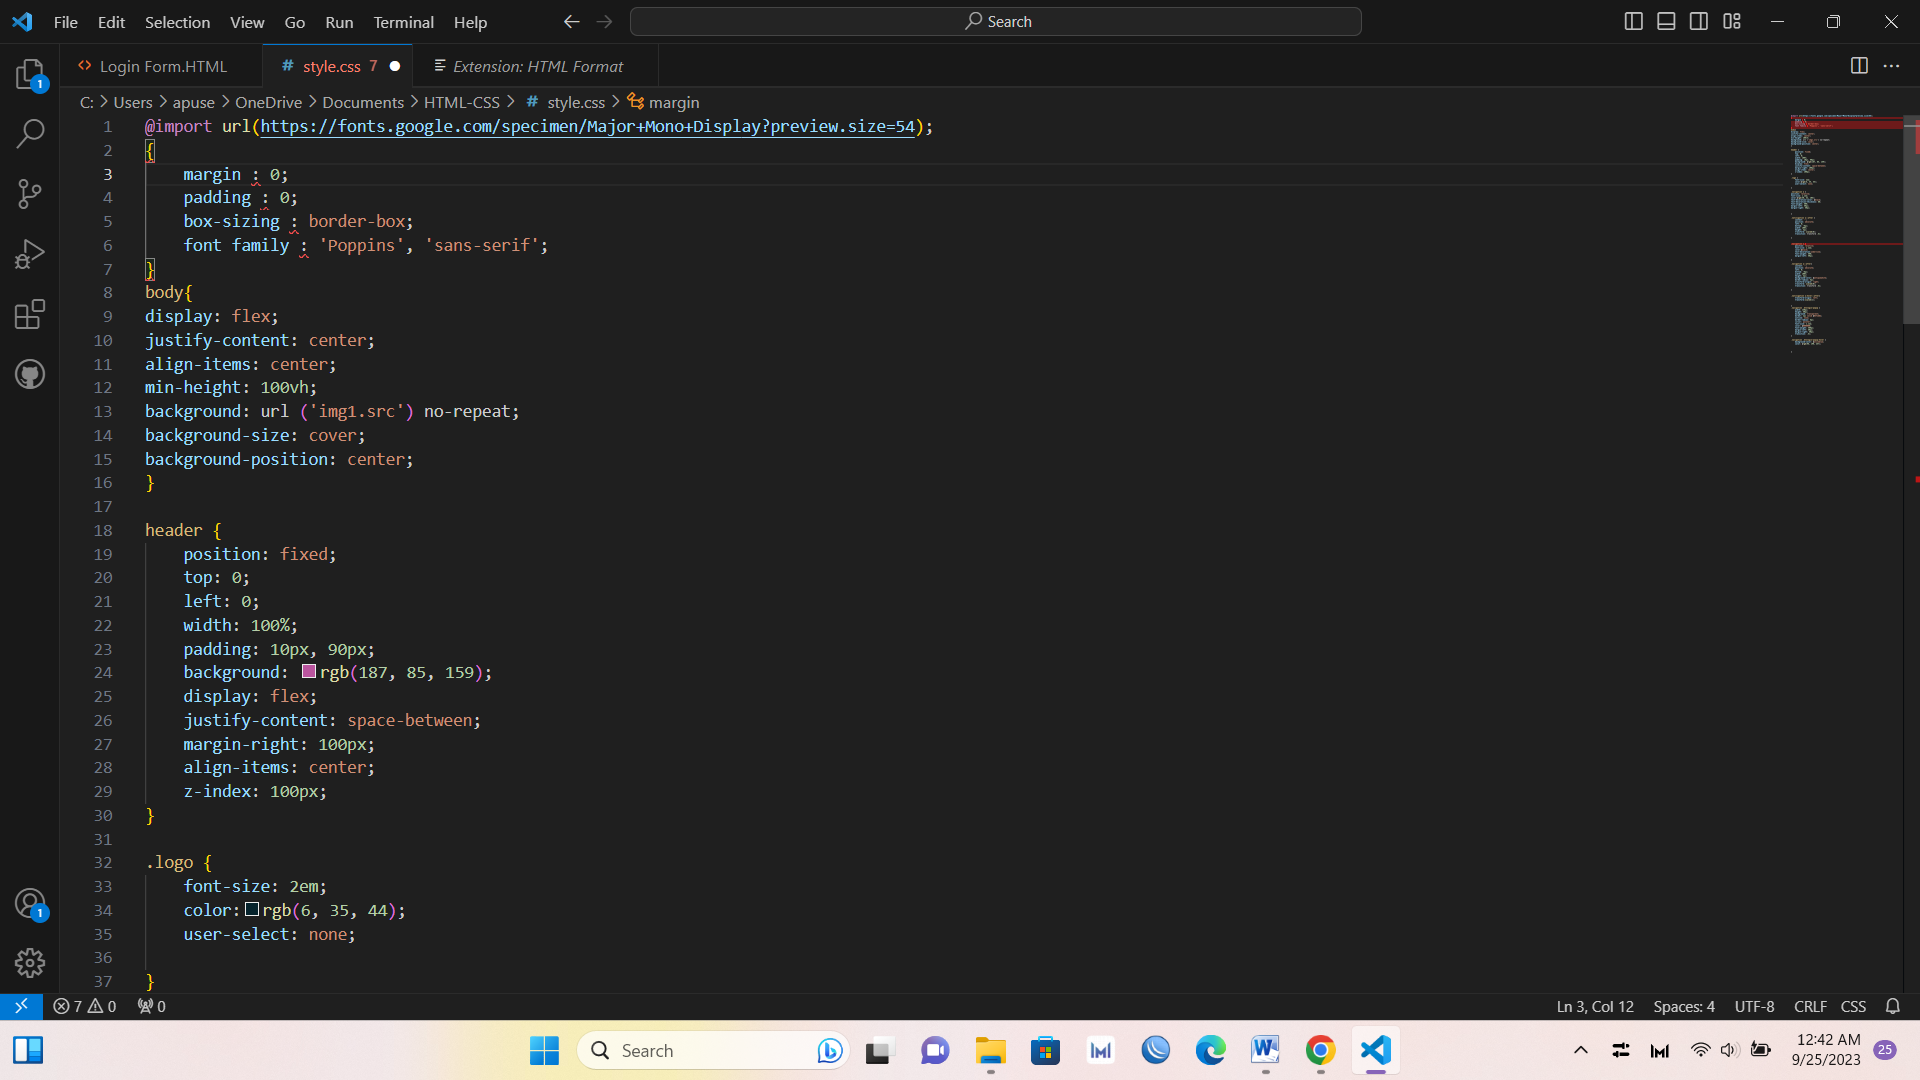 File Edit Selection View Go Run Terminal Help
Search
Login Form.HTML
style.css 7
Extension: HTML Format
C: > Users > apuse > OneDrive > Documents > HTML-CSS > # style.css > margin
1 @import url(https://fonts.google.com/specimen/Major+Mono+Display?preview.size=54);
2 {
3 margin : 0;
4 padding : 0;
5 box-sizing : border-box;
6 font family : 'Poppins', 'sans-serif';
7 }
8 body{
9 display: flex;
10 justify-content: center;
11 align-items: center;
12 min-height: 100vh;
13 background: url ('img1.src') no-repeat;
14 background-size: cover;
15 background-position: center;
16 }
17
18 header {
19 position: fixed;
20 top: 0;
21 left: 0;
22 width: 100%;
23 padding: 10px, 90px;
24 background: rgb(187, 85, 159);
25 display: flex;
26 justify-content: space-between;
27 margin-right: 100px;
28 align-items: center;
29 z-index: 100px;
30 }
31
32 .logo {
33 font-size: 2em;
34 color: rgb(6, 35, 44);
35 user-select: none;
36
37 }
1
1
7 0 0
Ln 3, Col 12 Spaces: 4 UTF-8 CRLF CSS
Search
12:42 AM
9/25/2023
25